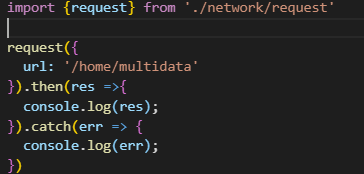 import {request} from './network/request'

request({
  url: '/home/multidata'
}).then(res =>{
  console.log(res);
}).catch(err => {
  console.log(err);
})